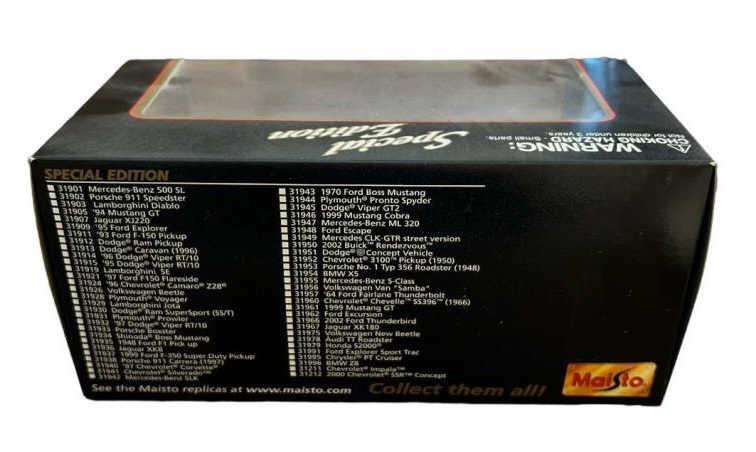 Special
Edition
WARNING:
CHOKING HAZARD - Small parts.
Not for children under 3 years.
SPECIAL EDITION
31901 Mercedes-Benz 500 SL
31902 Porsche 911 Speedster
31903 Lamborghini Diablo
31905 '94 Mustang GT
31907 Jaguar XJ220
31909 '95 Ford Explorer
31911 '93 Ford F-150 Pickup
31912 Dodge® Ram Pickup
31913 Dodge® Caravan (1996)
31914 '96 Dodge® Viper RT/10
31915 '95 Dodge® Viper RT/10
31919 Lamborghini SE
31921 '97 Ford F150 Flareside
31924 '96 Chevrolet® Camaro® Z28®
31926 Volkswagen Beetle
31928 Plymouth® Voyager
31929 Lamborghini Jota
31930 Dodge® Ram SuperSport (SS/T)
31931 Plymouth® Prowler
31932 '97 Dodge® Viper RT/10
31933 Porsche Boxster
31934 Shinoda® Boss Mustang
31935 1948 Ford F1 Pick up
31936 Jaguar XK8
31937 1999 Ford F-350 Super Duty Pickup
31938 Porsche 911 Carrera (1997)
31940 '97 Chevrolet® Corvette®
31941 Chevrolet® Silverado™
31942 Mercedes-Benz SLK
31943 1970 Ford Boss Mustang
31944 Plymouth® Pronto Spyder
31945 Dodge® Viper GT2
31946 1999 Mustang Cobra
31947 Mercedes-Benz ML 320
31948 Ford Escape
31949 Mercedes CLK-GTR street version
31950 2002 Buick™ Rendezvous™
31951 Dodge® Concept Vehicle
31952 Chevrolet® 3100™ Pickup (1950)
31953 Porsche No. 1 Typ 356 Roadster (1948)
31954 BMW X5
31955 Mercedes-Benz S-Class
31956 Volkswagen Van "Samba"
31957 '64 Ford Fairlane Thunderbolt
31960 Chevrolet® Chevelle™ SS396™ (1966)
31961 1999 Mustang GT
31962 Ford Excursion
31966 2002 Ford Thunderbird
31967 Jaguar XK180
31975 Volkswagen New Beetle
31978 Audi TT Roadster
31993 Honda S2000®
31991 Ford Explorer Sport Trac
31995 Chrysler® PT Cruiser
31996 BMW Z8
31211 Chevrolet® Impala™
31212 2000 Chevrolet® SSR™ Concept
See the Maisto replicas at www.maisto.com
Collect them all!
Maisto